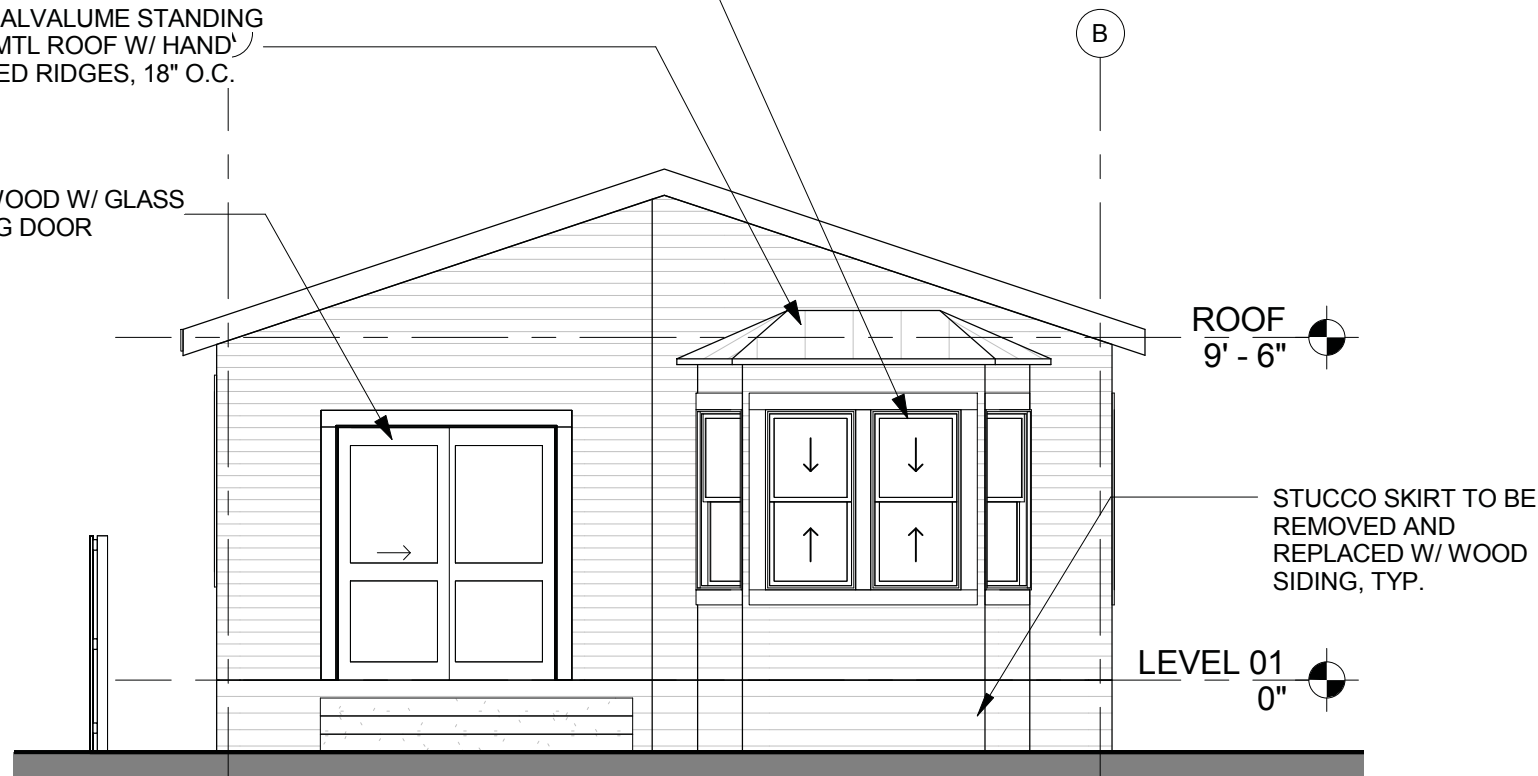 ALVALUME STANDING
MTL ROOF W/ HAND
ED RIDGES, 18" O.C.
B
WOOD W/ GLASS
G DOOR
ROOF
9' - 6"
STUCCO SKIRT TO BE
REMOVED AND
REPLACED W/ WOOD
SIDING, TYP.
LEVEL 01
0"